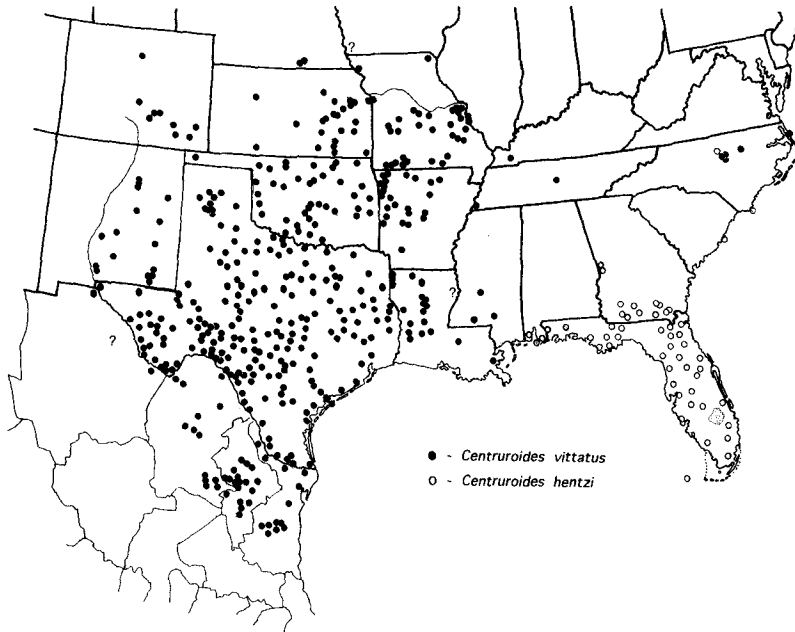 ?
?
?
● - Centruroides vittatus
○ - Centruroides hentzi